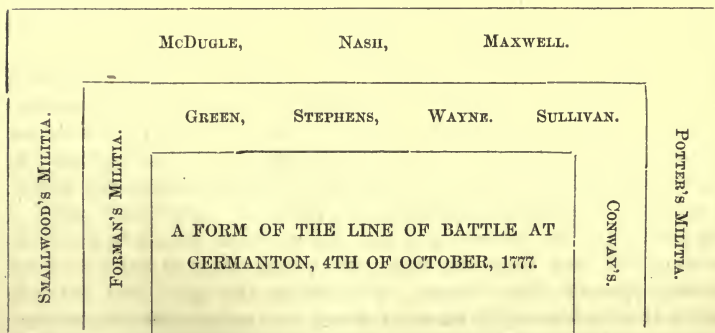 McDugle, Nash, Maxwell.
Smallwood's Militia.
Forman's Militia.
Green, Stephens, Wayne. Sullivan.
A FORM OF THE LINE OF BATTLE AT
GERMANTON, 4TH OF OCTOBER, 1777.
Conway's.
Potter's Militia.